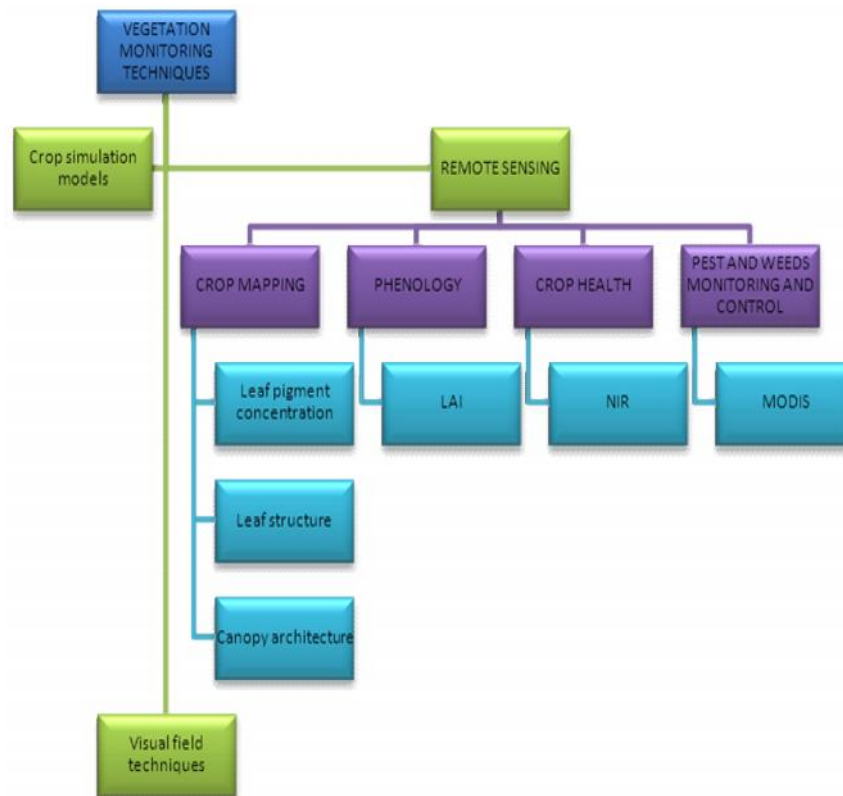 VEGETATION
MONITORING
TECHNIQUES
Crop simulation
models
REMOTE SENSING
CROP MAPPING
PHENOLOGY
CROP HEALTH
PEST AND WEEDS
MONITORING AND
CONTROL
Leaf pigment
concentration
LAI
NIR
MODIS
Leaf structure
Canopy architecture
Visual field
techniques